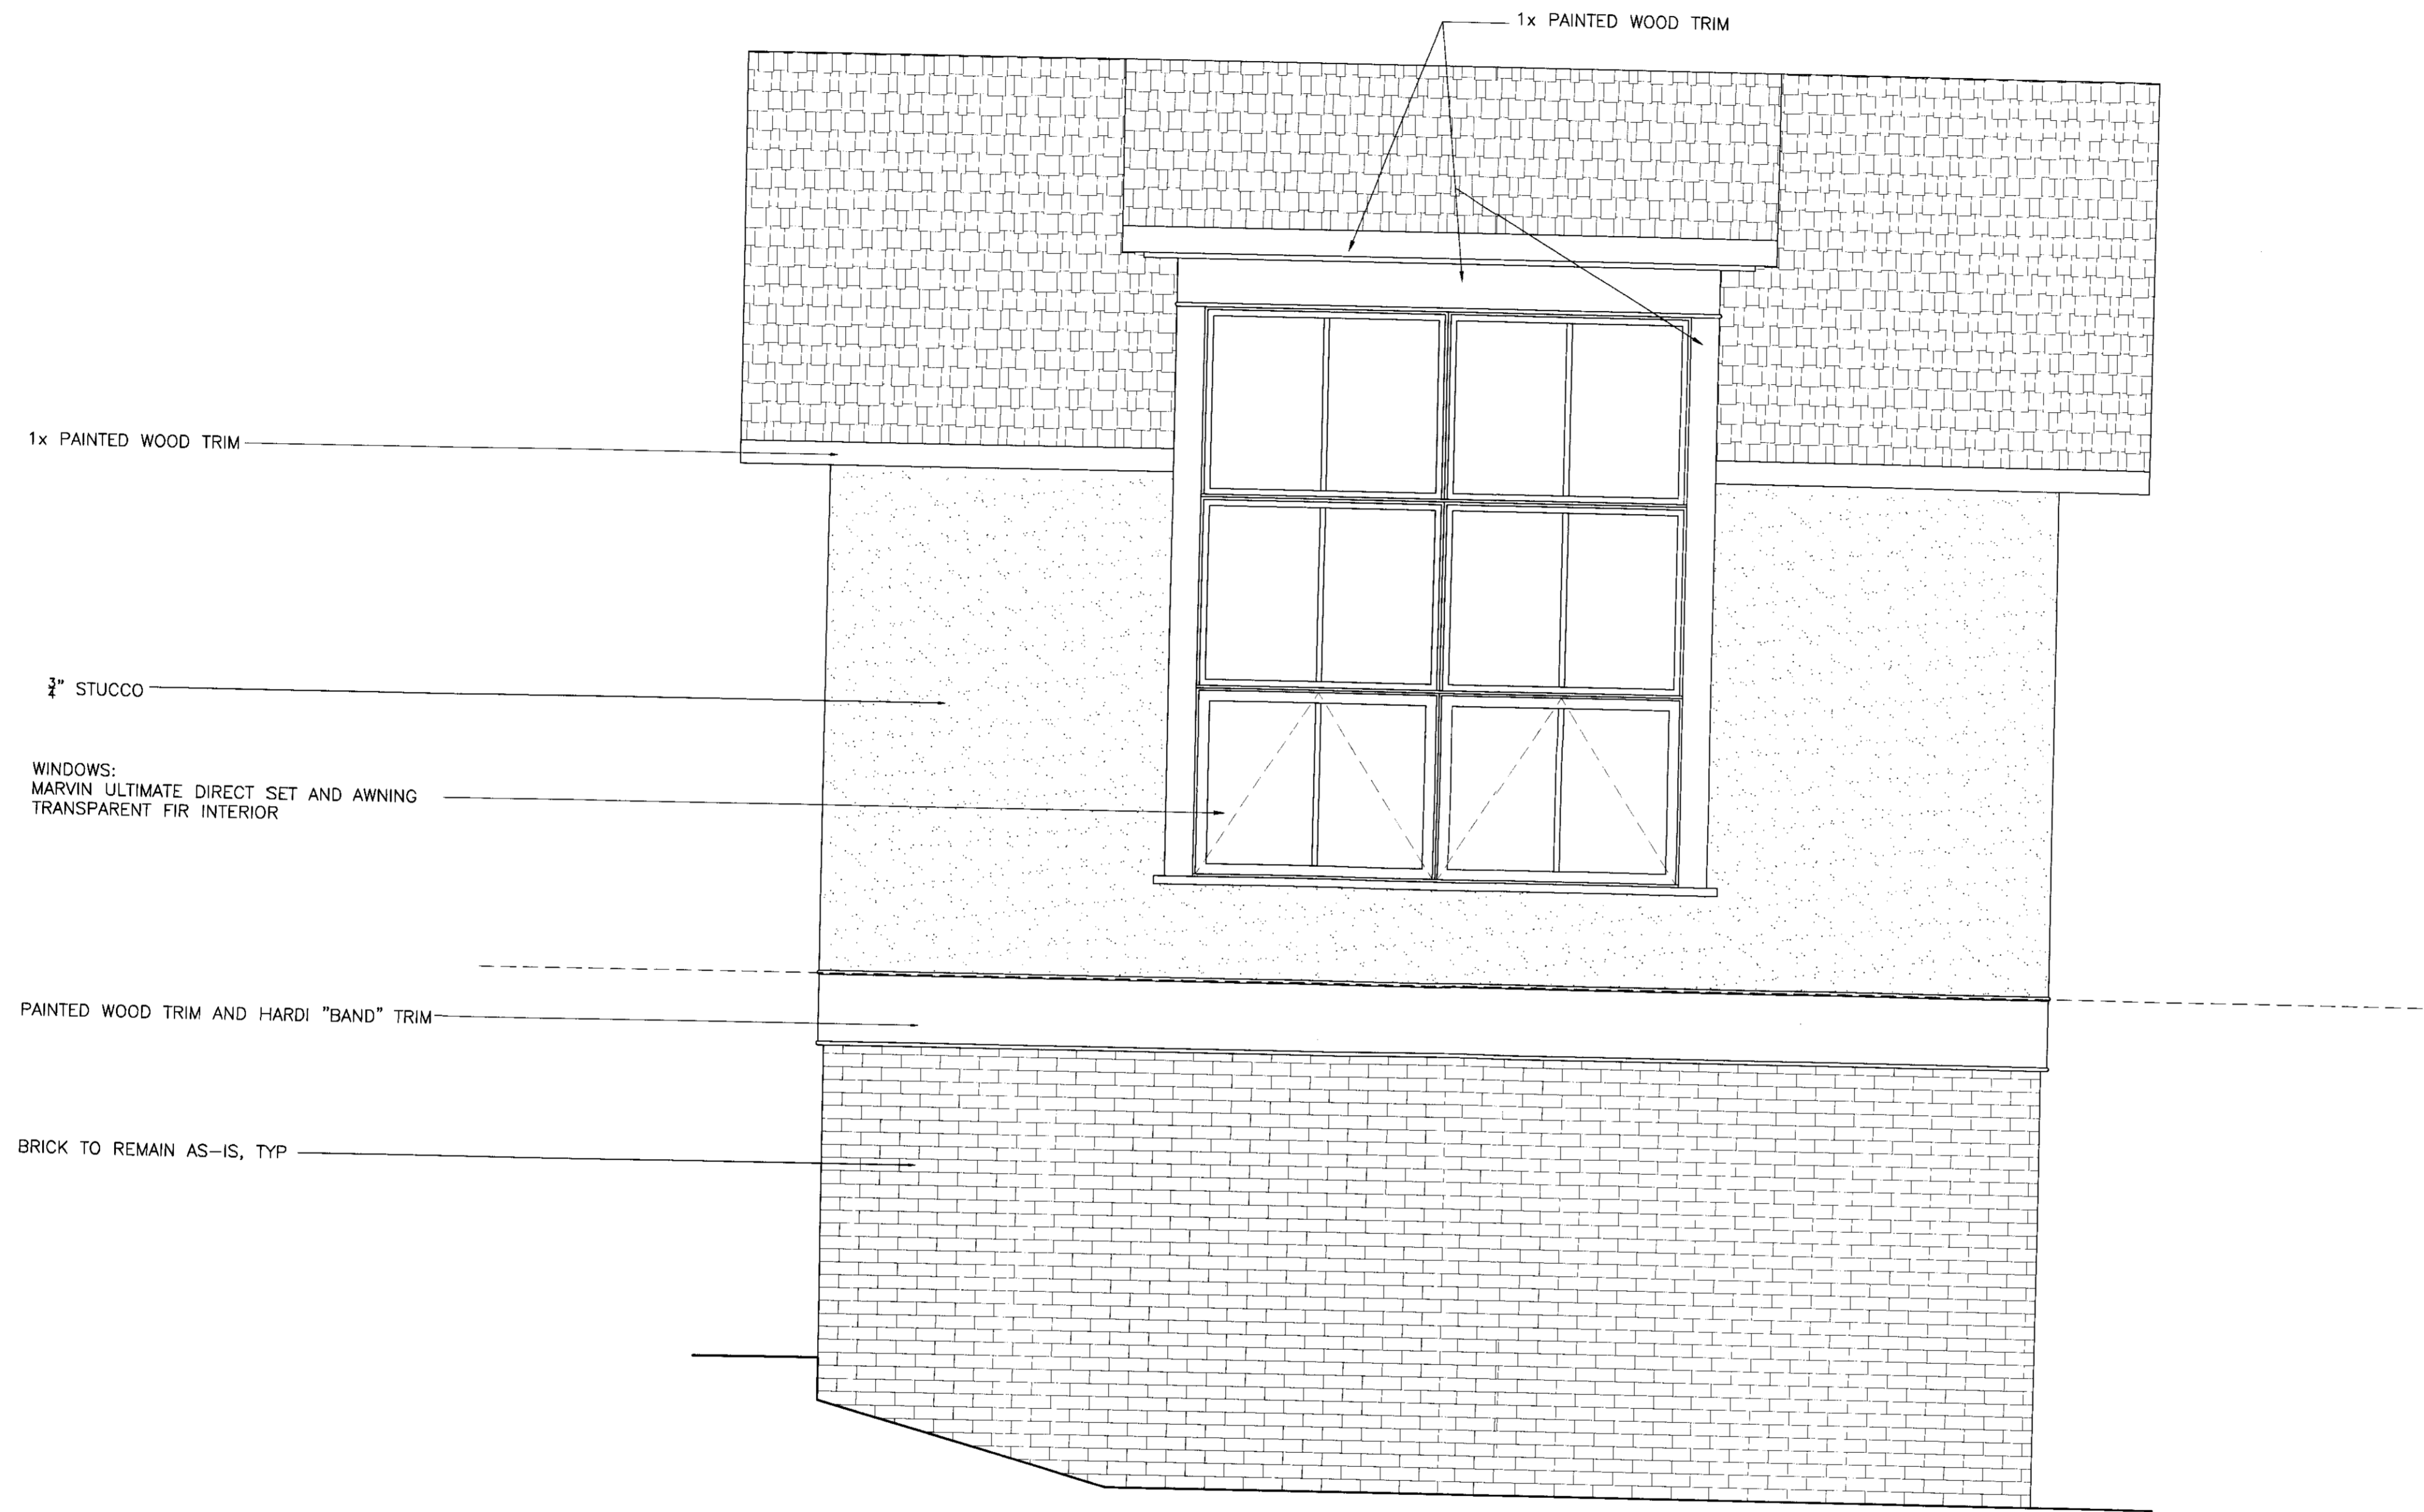 1x PAINTED WOOD TRIM
1x PAINTED WOOD TRIM
3/4" STUCCO
WINDOWS:
MARVIN ULTIMATE DIRECT SET AND AWNING
TRANSPARENT FIR INTERIOR
PAINTED WOOD TRIM AND HARDI "BAND" TRIM
BRICK TO REMAIN AS-IS, TYP